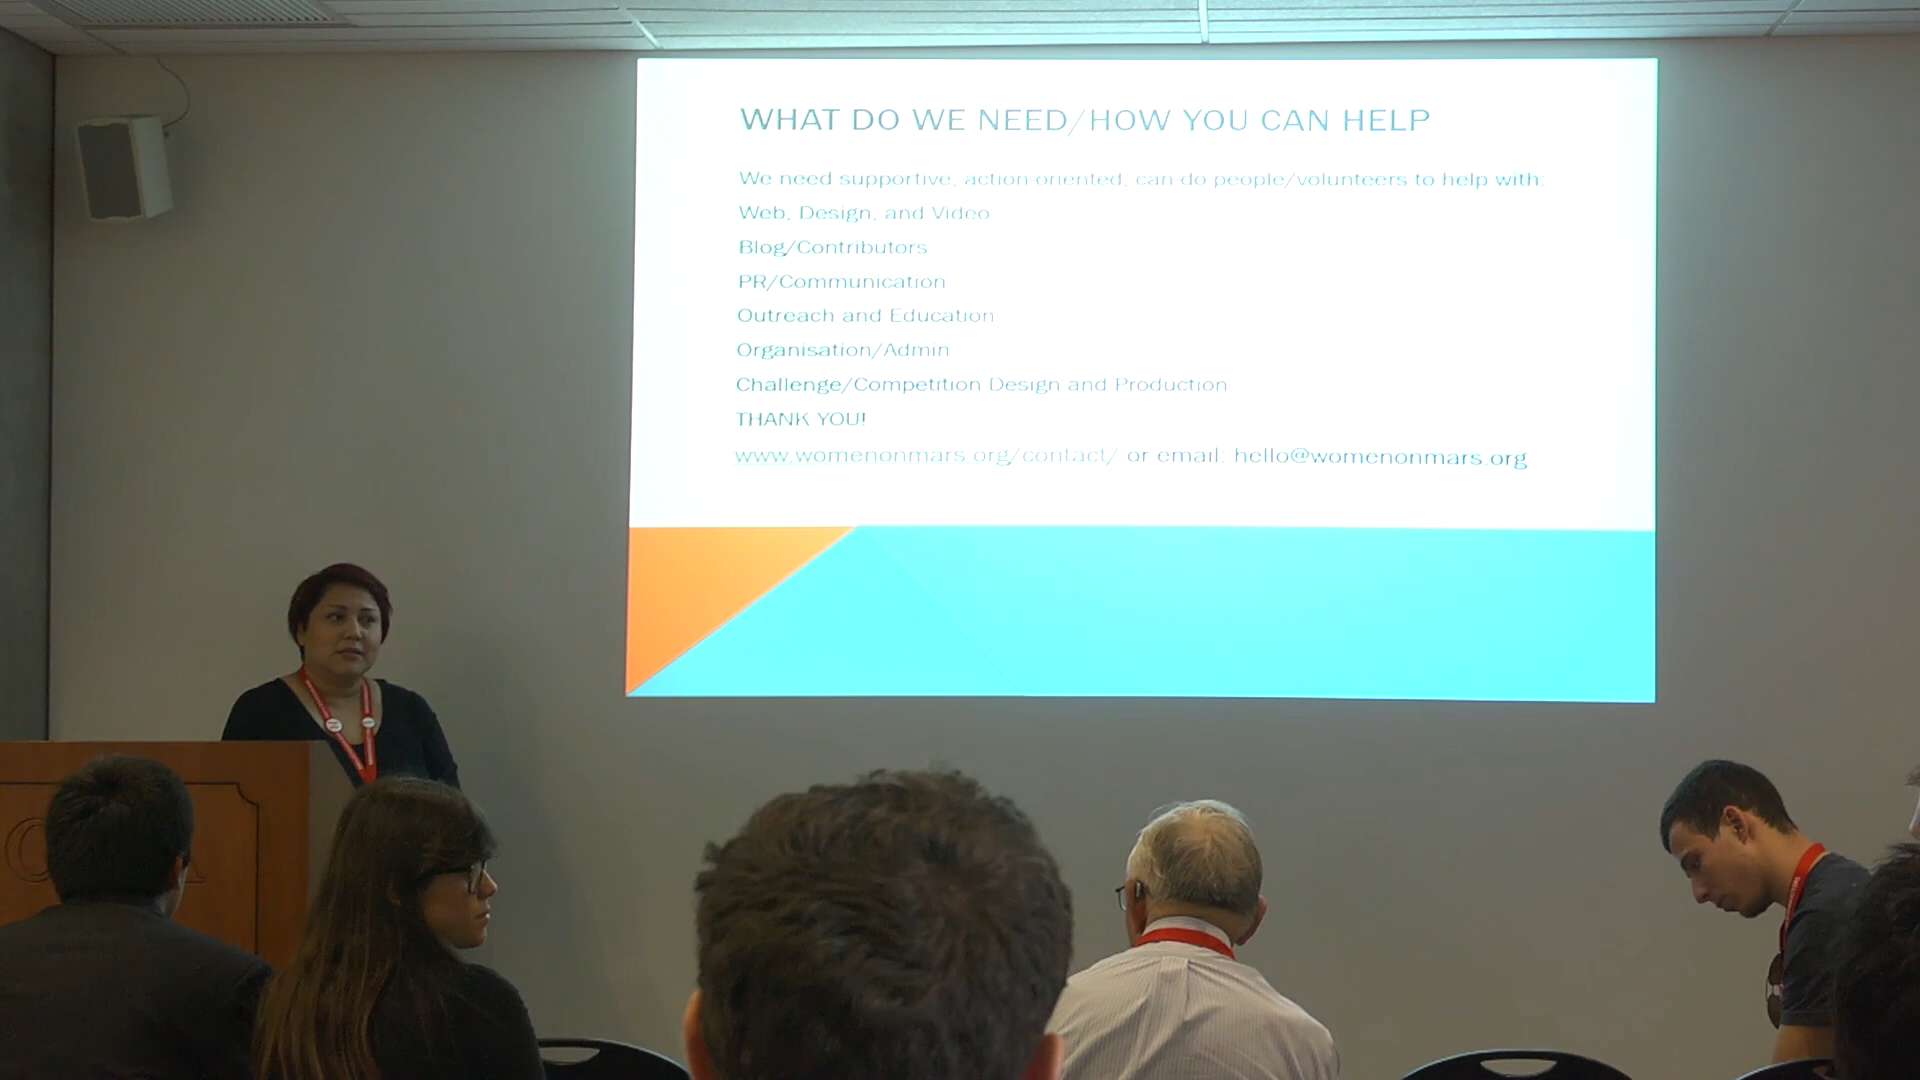 WHAT DO WE NEED/HOW YOU CAN HELP
We need supportive, action-oriented, can-do people/volunteers to help with:
Web, Design, and Video
Blog/Contributors
PR/Communication
Outreach and Education
Organisation/Admin
Challenge/Competition Design and Production
THANK YOU!
www.womenonmars.org/contact/ or email: hello@womenonmars.org